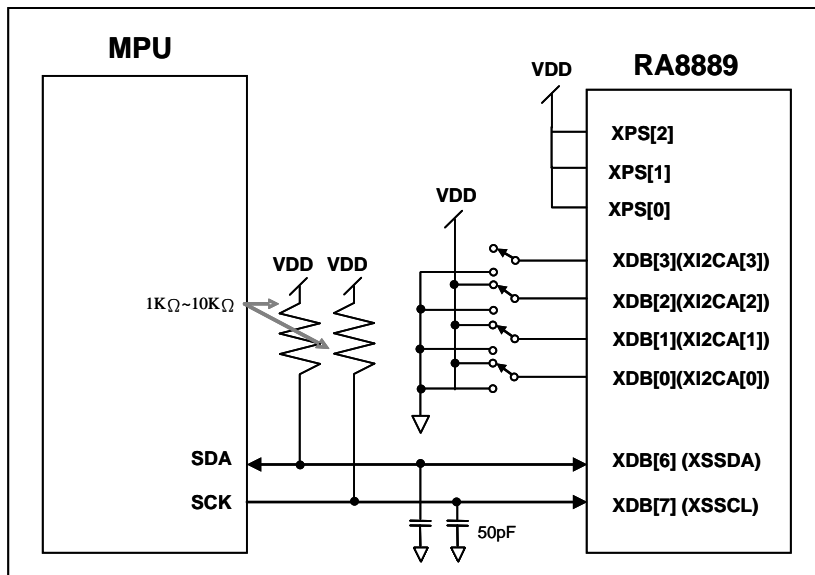 MPU
RA8889
VDD
XPS[2]
XPS[1]
XPS[0]
VDD
XDB[3](XI2CA[3])
XDB[2](XI2CA[2])
XDB[1](XI2CA[1])
XDB[0](XI2CA[0])
VDD VDD
1KΩ~10KΩ
SDA
XDB[6] (XSSDA)
SCK
XDB[7] (XSSCL)
50pF